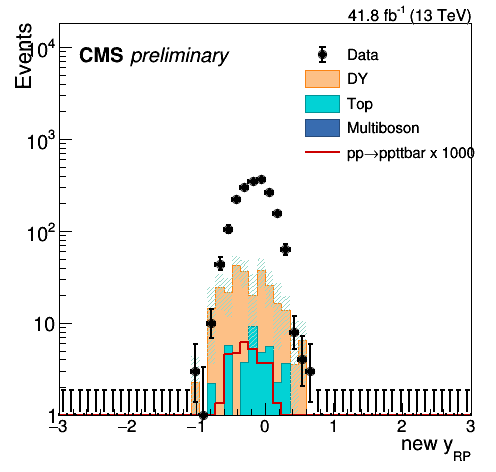 41.8 fb⁻¹ (13 TeV)
Events
CMS preliminary
Data
DY
Top
Multiboson
pp→ppttbar x 1000
10⁴
10³
10²
10
1
−3 −2 −1 0 1 2 3
new y_RP